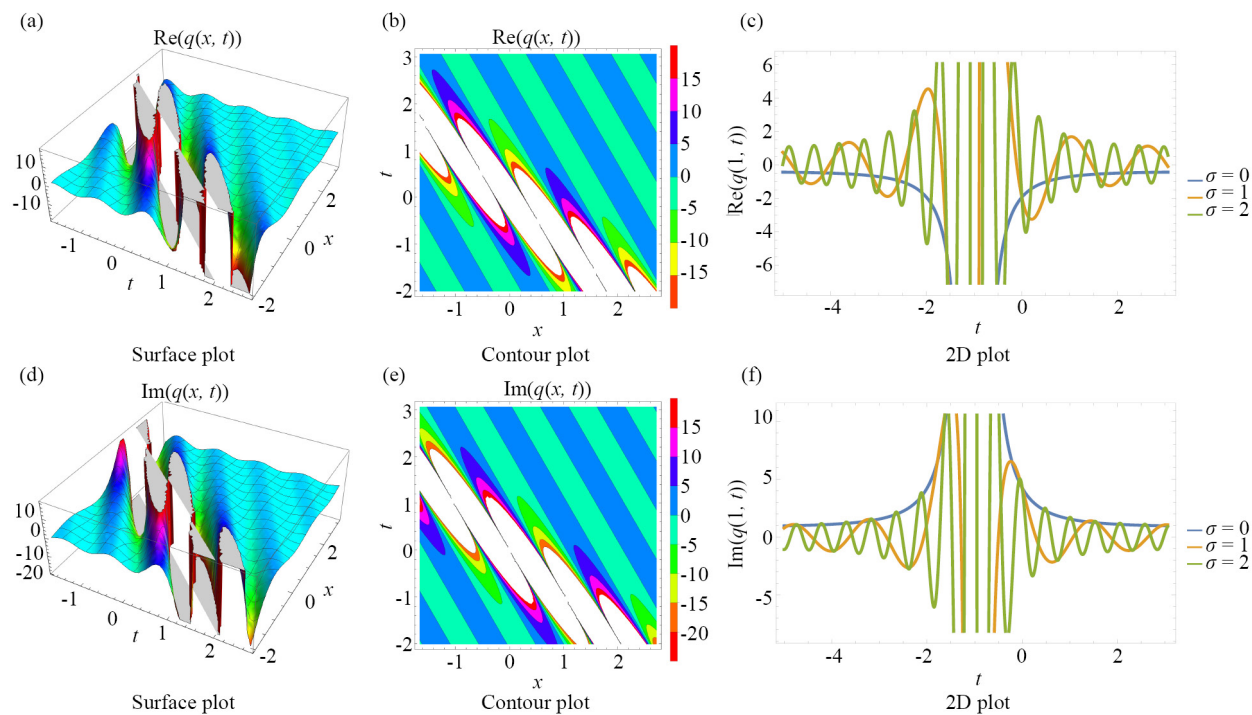 (a)
Re(q(x, t))
10
0
-10
-1
0
1
2
t
-2
0
2
x
Surface plot
(b)
Re(q(x, t))
3
2
1
0
-1
-2
t
-1
0
1
2
x
15
10
5
0
-5
-10
-15
Contour plot
(c)
Re(q(1, t))
6
4
2
0
-2
-4
-6
-4
-2
0
2
t
σ = 0
σ = 1
σ = 2
2D plot
(d)
Im(q(x, t))
10
0
-10
-20
-1
0
1
2
t
-2
0
2
x
Surface plot
(e)
Im(q(x, t))
3
2
1
0
-1
-2
t
-1
0
1
2
x
15
10
5
0
-5
-10
-15
-20
Contour plot
(f)
Im(q(1, t))
10
5
0
-5
-4
-2
0
2
t
σ = 0
σ = 1
σ = 2
2D plot